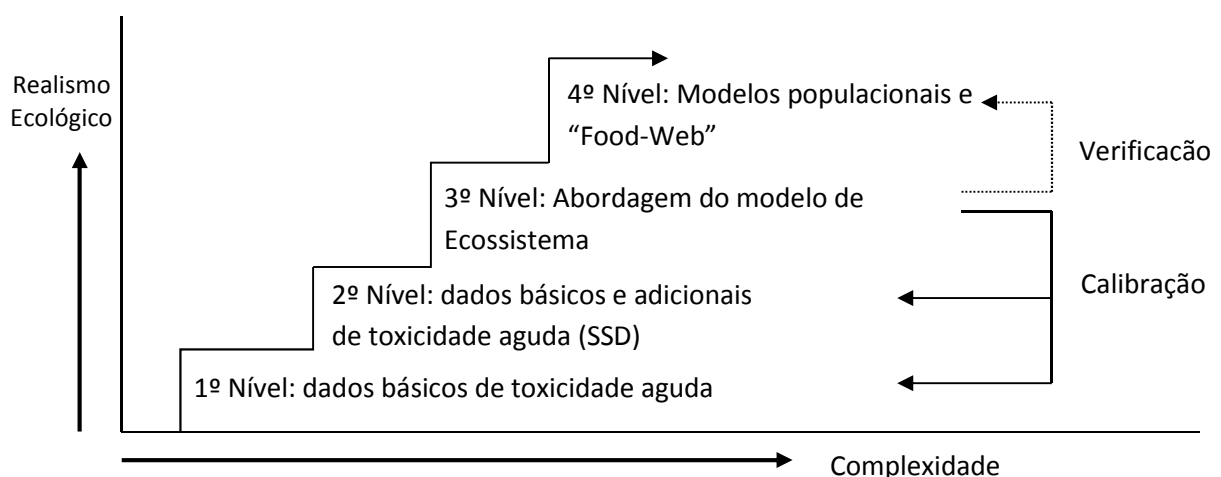 Realismo
Ecológico
4º Nível: Modelos populacionais e
“Food-Web”
Verificacão
3º Nível: Abordagem do modelo de
Ecossistema
Calibração
2º Nível: dados básicos e adicionais
de toxicidade aguda (SSD)
1º Nível: dados básicos de toxicidade aguda
Complexidade